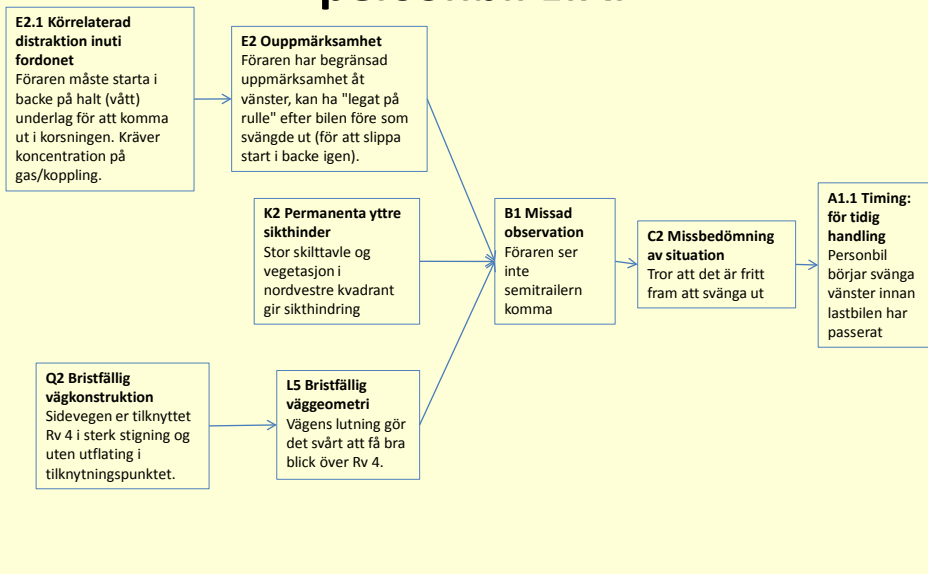 E2.1 Körrelaterad
distraktion inuti
fordonet
Föraren måste starta i
backe på halt (vått)
underlag för att komma
ut i korsningen. Kräver
koncentration på
gas/koppling.
E2 Ouppmärksamhet
Föraren har begränsad
uppmärksamhet åt
vänster, kan ha "legat på
rulle" efter bilen före som
svängde ut (för att slippa
start i backe igen).
K2 Permanenta yttre
sikthinder
Stor skilttavle og
vegetasjon i
nordvestre kvadrant
gir sikthindring
Q2 Bristfällig
vägkonstruktion
Sidevegen er tilknyttet
Rv 4 i sterk stigning og
uten utflating i
tilknytningspunktet.
L5 Bristfällig
väggeometri
Vägens lutning gör
det svårt att få bra
blick över Rv 4.
B1 Missad
observation
Föraren ser
inte
semitrailern
komma
C2 Missbedömning
av situation
Tror att det är fritt
fram att svänga ut
A1.1 Timing:
för tidig
handling
Personbil
börjar svänga
vänster innan
lastbilen har
passerat